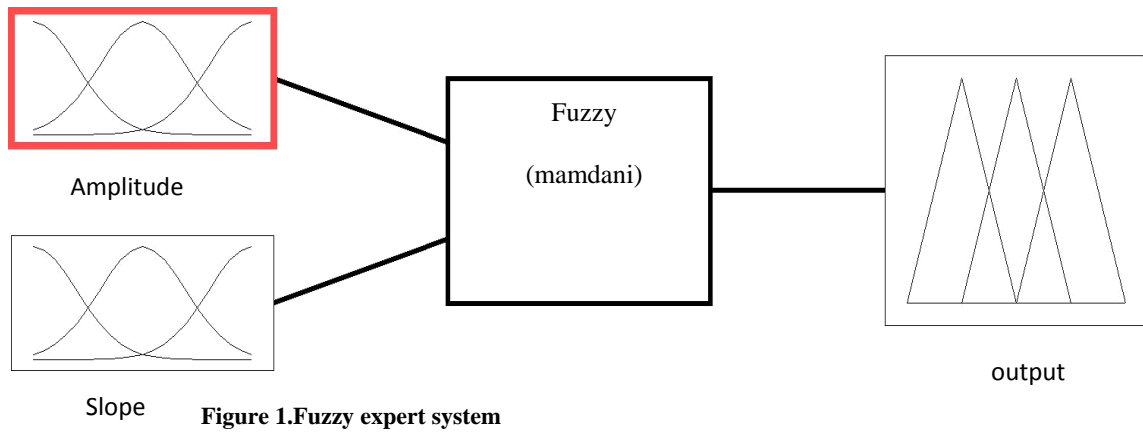 Fuzzy
(mamdani)
Amplitude
output
Slope
Figure 1.Fuzzy expert system